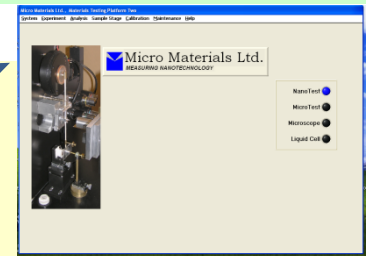 Micro Materials Ltd., Materials Testing Platform Two
System Experiment Analysis Sample Stage Calibration Maintenance Help
Micro Materials Ltd.
MEASURING NANOTECHNOLOGY
NanoTest
MicroTest
Microscope
Liquid Cell